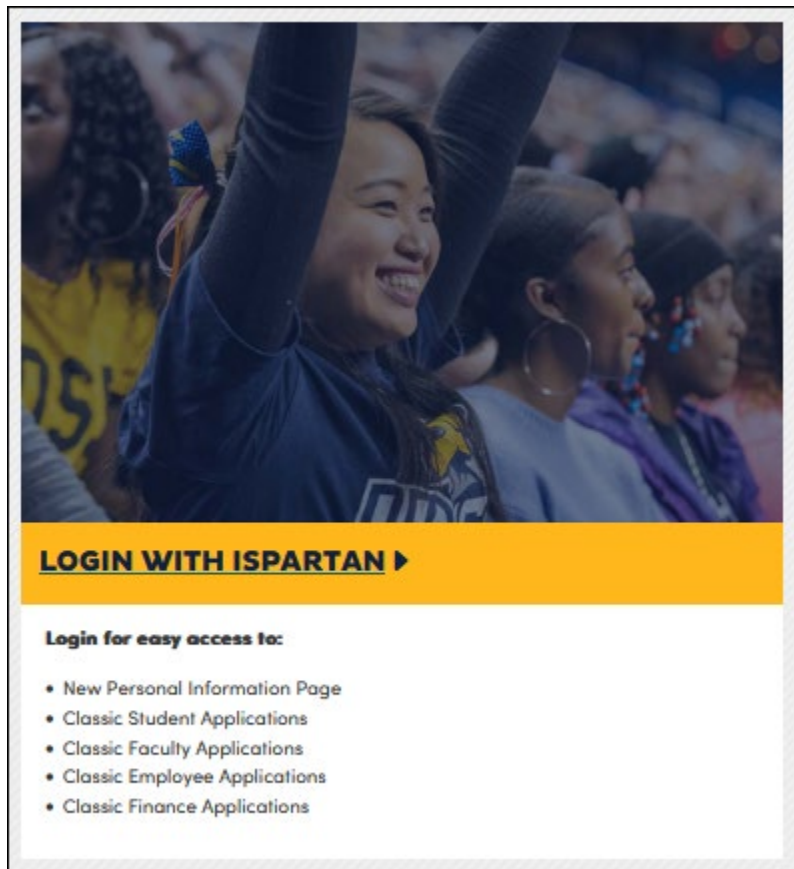 LOGIN WITH ISPARTAN
Login for easy access to:
• New Personal Information Page
• Classic Student Applications
• Classic Faculty Applications
• Classic Employee Applications
• Classic Finance Applications